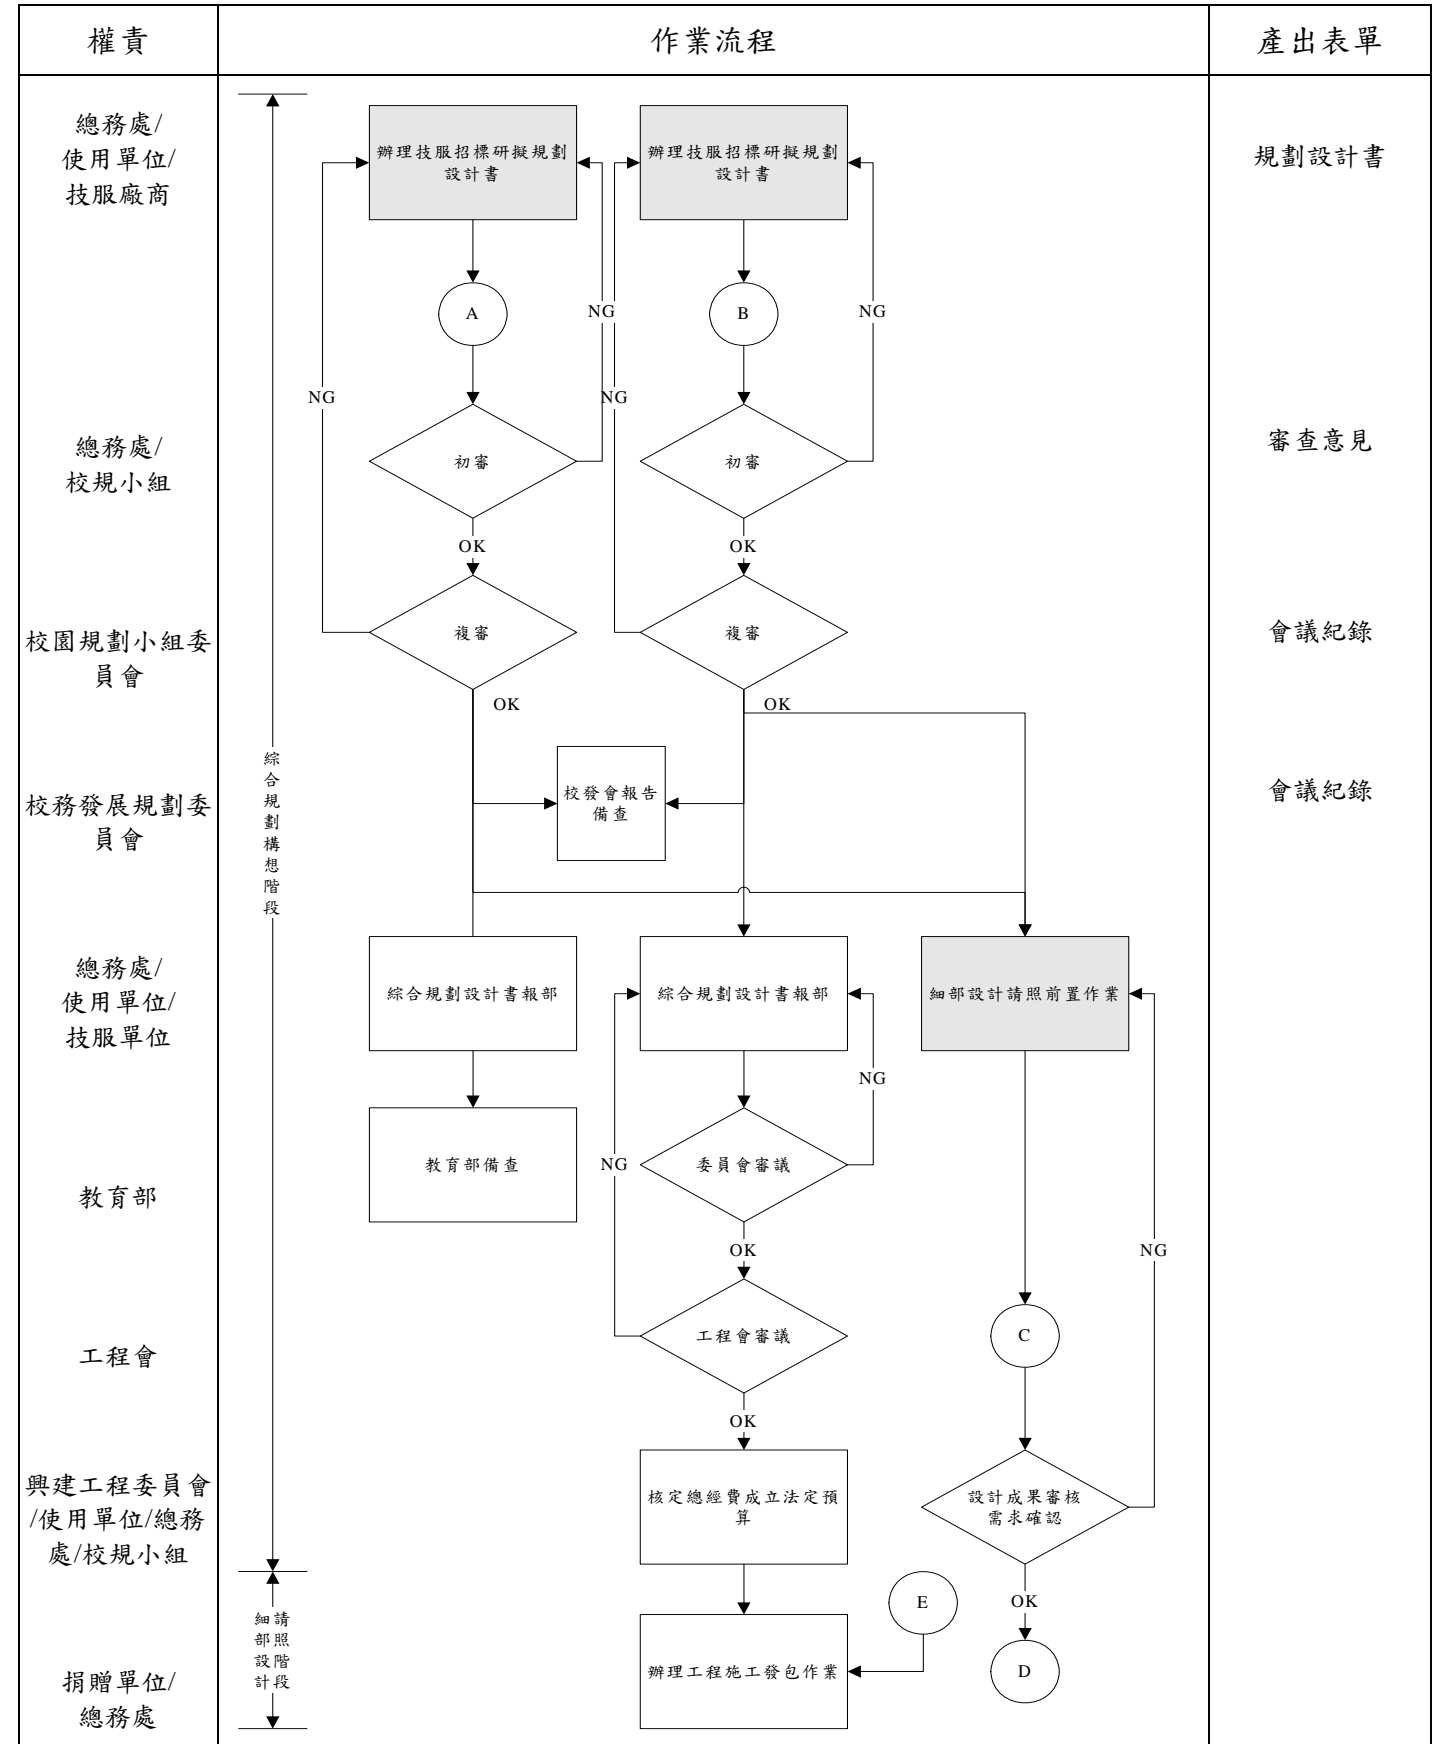 權責
作業流程
產出表單
總務處/
使用單位/
技服廠商
辦理技服招標研擬規劃
設計書
辦理技服招標研擬規劃
設計書
規劃設計書
A
NG
B
NG
NG
NG
總務處/
校規小組
初審
初審
審查意見
OK
OK
校園規劃小組委
員會
複審
複審
會議紀錄
OK
OK
綜合規劃構想階段
校務發展規劃委
員會
校發會報告
備查
會議紀錄
總務處/
使用單位/
技服單位
綜合規劃設計書報部
綜合規劃設計書報部
細部設計請照前置作業
NG
教育部
教育部備查
NG
委員會審議
OK
NG
工程會
工程會審議
C
OK
興建工程委員會
/使用單位/總務
處/校規小組
核定總經費成立法定預
算
設計成果審核
需求確認
細部設計
請照階段
E
OK
捐贈單位/
總務處
辦理工程施工發包作業
D